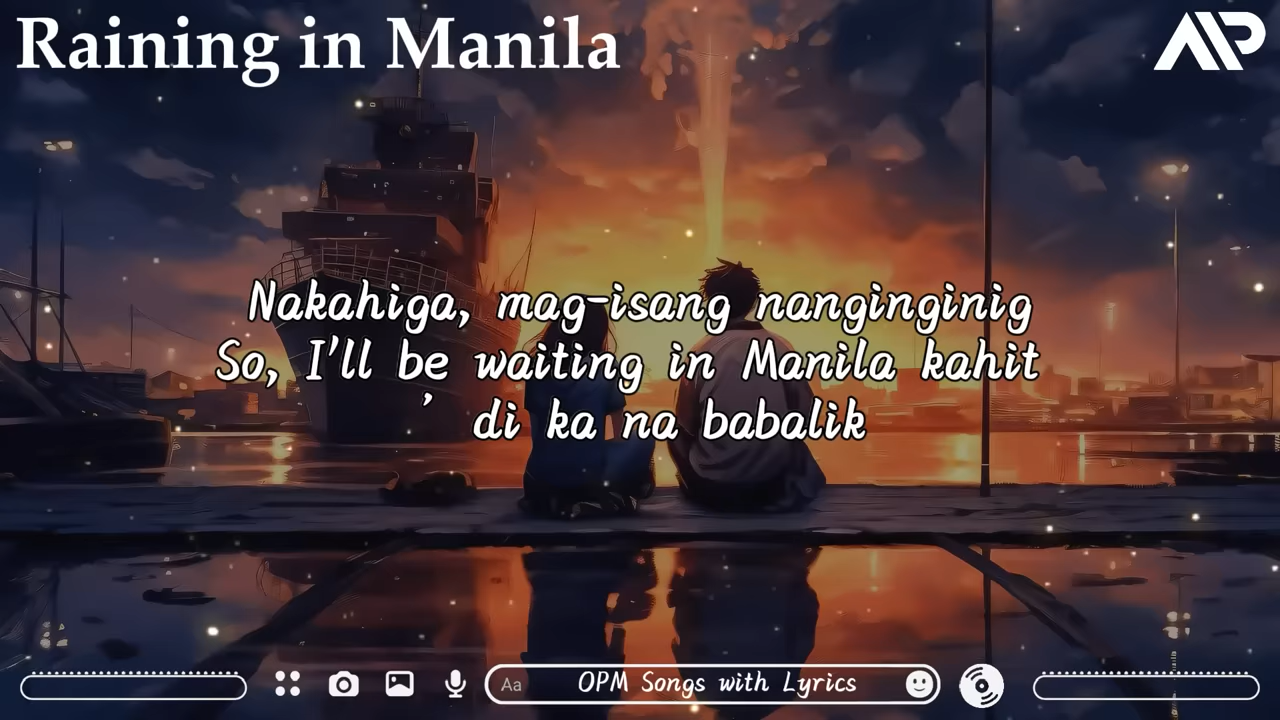 Raining in Manila
AP
Nakahiga, mag-isang nanginginig
So, I'll be waiting in Manila kahit
’ di ka na babalik
Aa OPM Songs with Lyrics